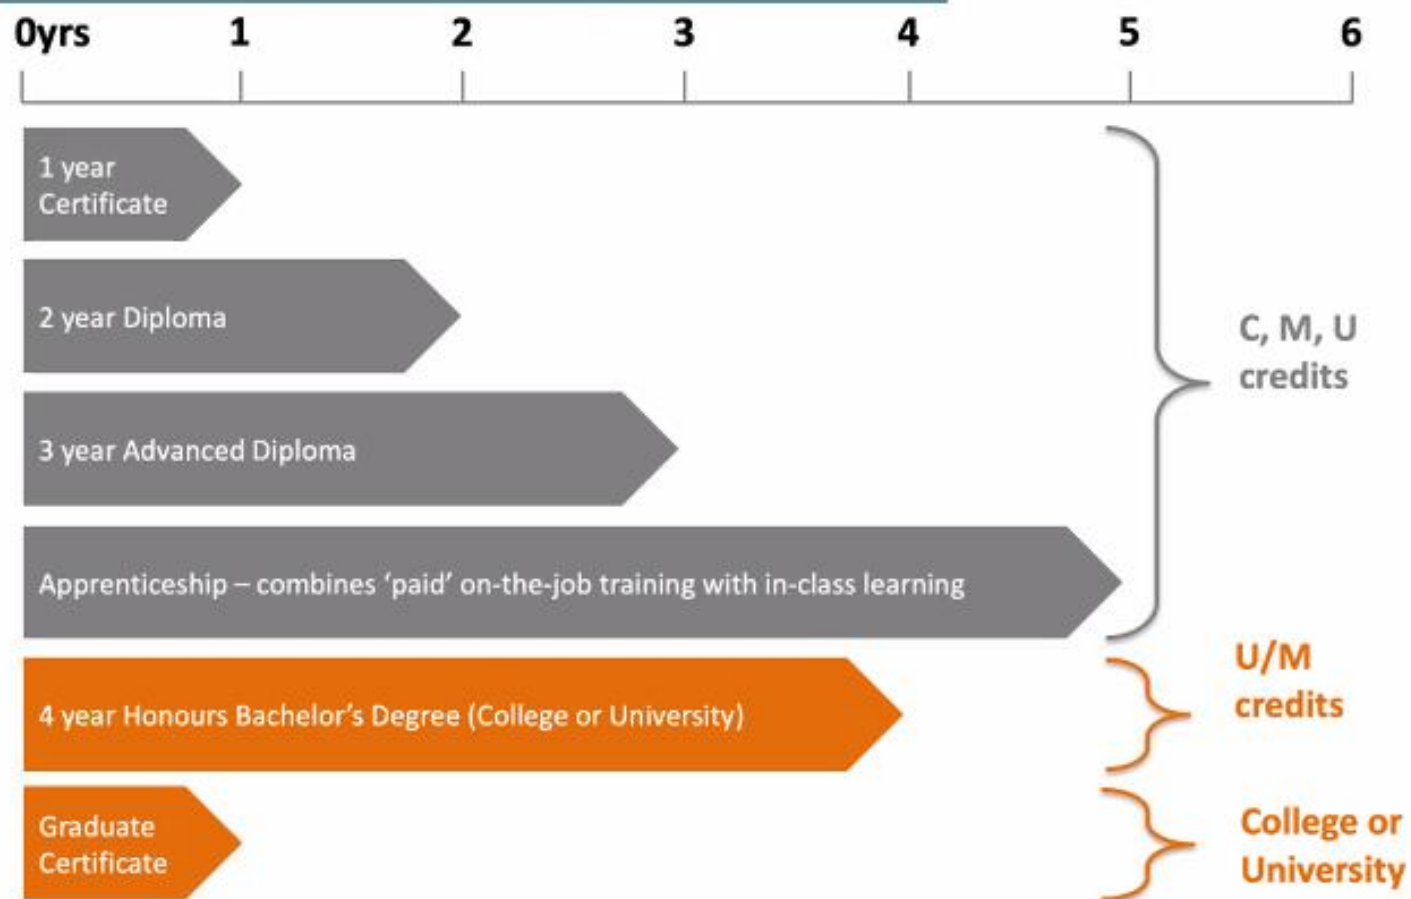 0yrs 1 2 3 4 5 6
1 year
Certificate
2 year Diploma
C, M, U
credits
3 year Advanced Diploma
Apprenticeship – combines ‘paid’ on-the-job training with in-class learning
U/M
credits
4 year Honours Bachelor’s Degree (College or University)
Graduate
Certificate
College or
University